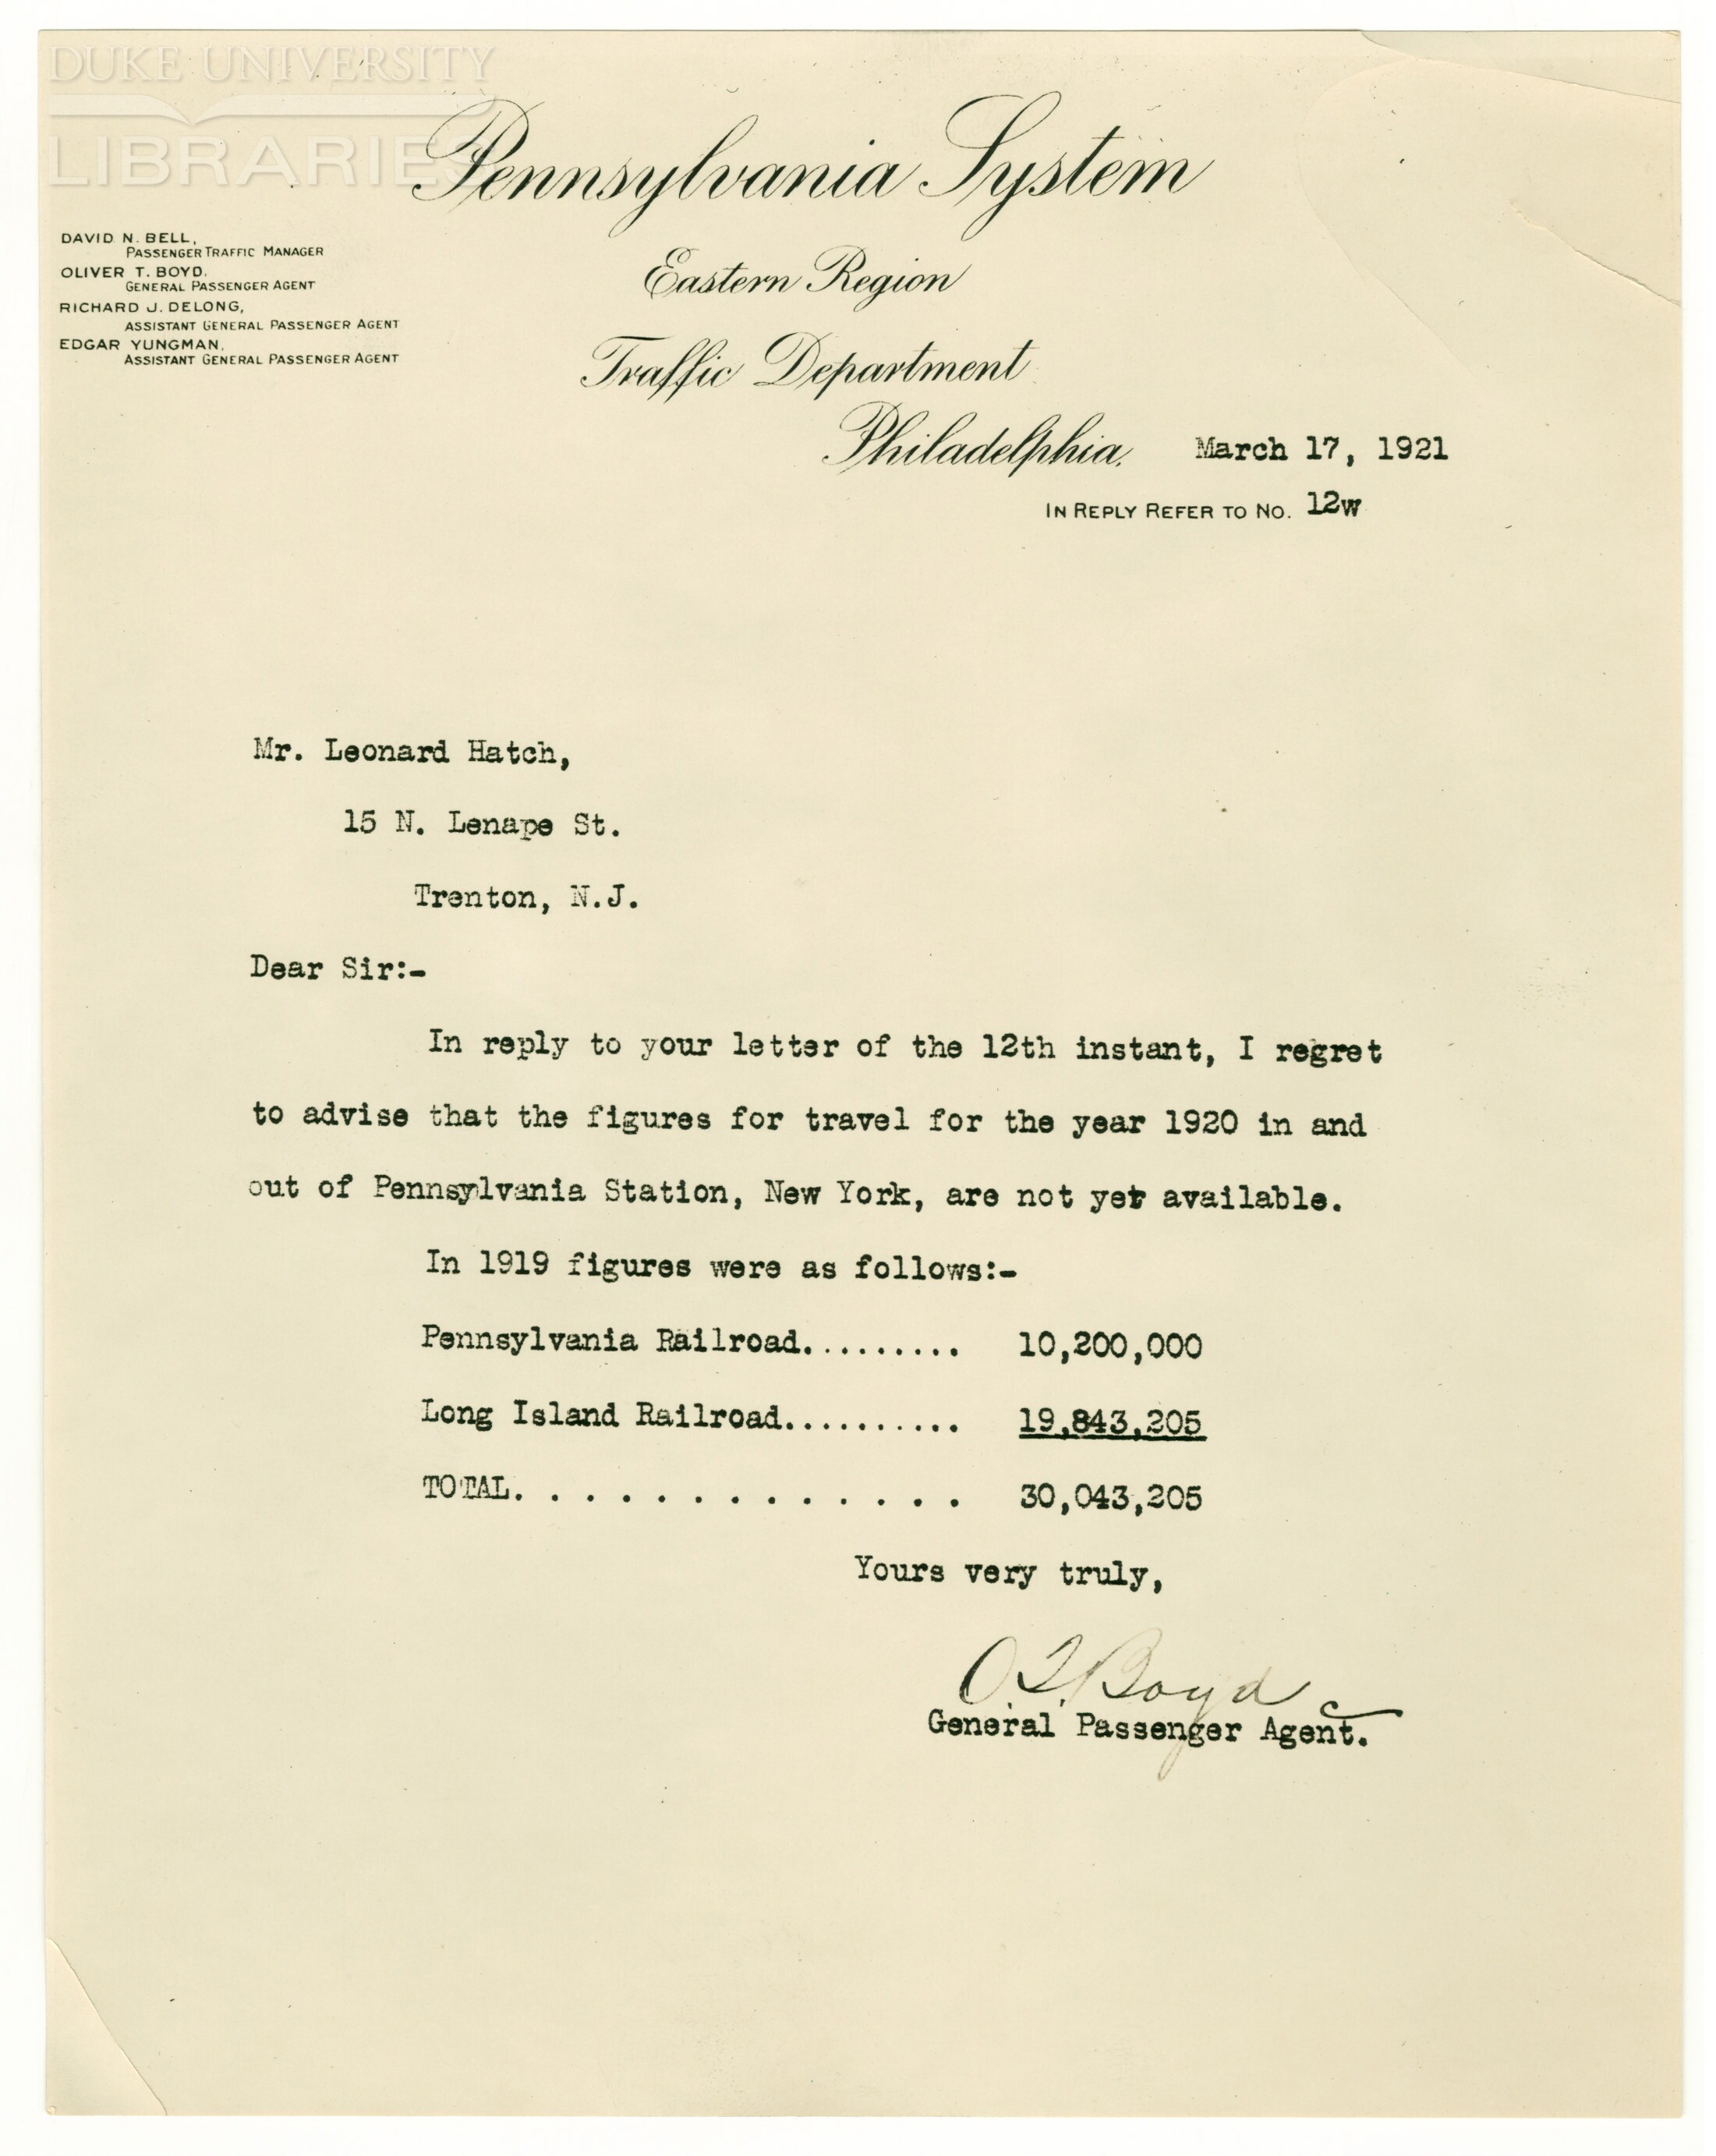 DUKE UNIVERSITY
LIBRARIES
Pennsylvania System
DAVID N. BELL,
PASSENGER TRAFFIC MANAGER
OLIVER T. BOYD,
GENERAL PASSENGER AGENT
RICHARD J. DELONG,
ASSISTANT GENERAL PASSENGER AGENT
EDGAR YUNGMAN,
ASSISTANT GENERAL PASSENGER AGENT
Eastern Region
Traffic Department
Philadelphia, March 17, 1921
IN REPLY REFER TO NO. 12w
Mr. Leonard Hatch,
15 N. Lenape St.
Trenton, N.J.
Dear Sir:-
In reply to your letter of the 12th instant, I regret
to advise that the figures for travel for the year 1920 in and
out of Pennsylvania Station, New York, are not yet available.
In 1919 figures were as follows:-
Pennsylvania Railroad......... 10,200,000
Long Island Railroad.......... 19,843,205
TOTAL. . . . . . . . . . . . . 30,043,205
Yours very truly,
O.T. Boyd
General Passenger Agent.